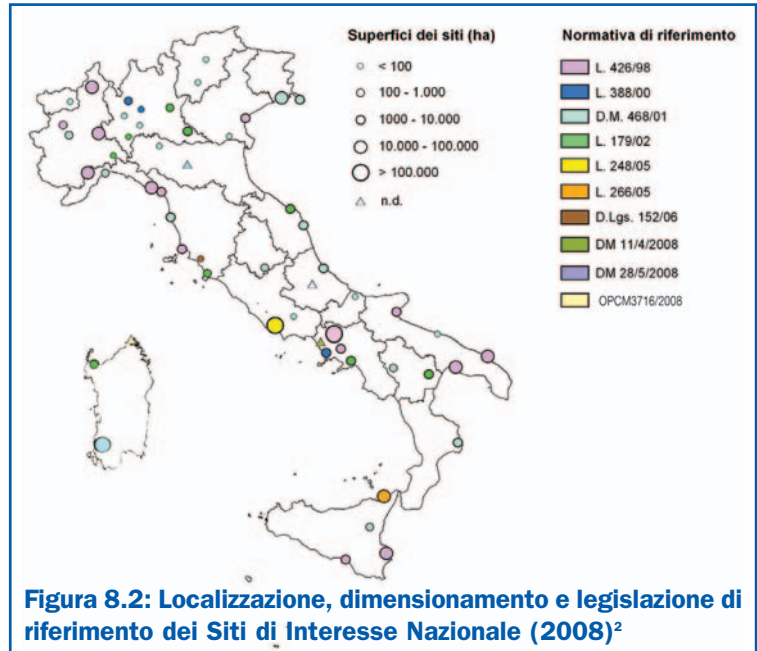 Superfici dei siti (ha)
< 100
100 - 1.000
1000 - 10.000
10.000 - 100.000
> 100.000
n.d.
Normativa di riferimento
L. 426/98
L. 388/00
D.M. 468/01
L. 179/02
L. 248/05
L. 266/05
D.Lgs. 152/06
DM 11/4/2008
DM 28/5/2008
OPCM3716/2008
Figura 8.2: Localizzazione, dimensionamento e legislazione di
riferimento dei Siti di Interesse Nazionale (2008)²